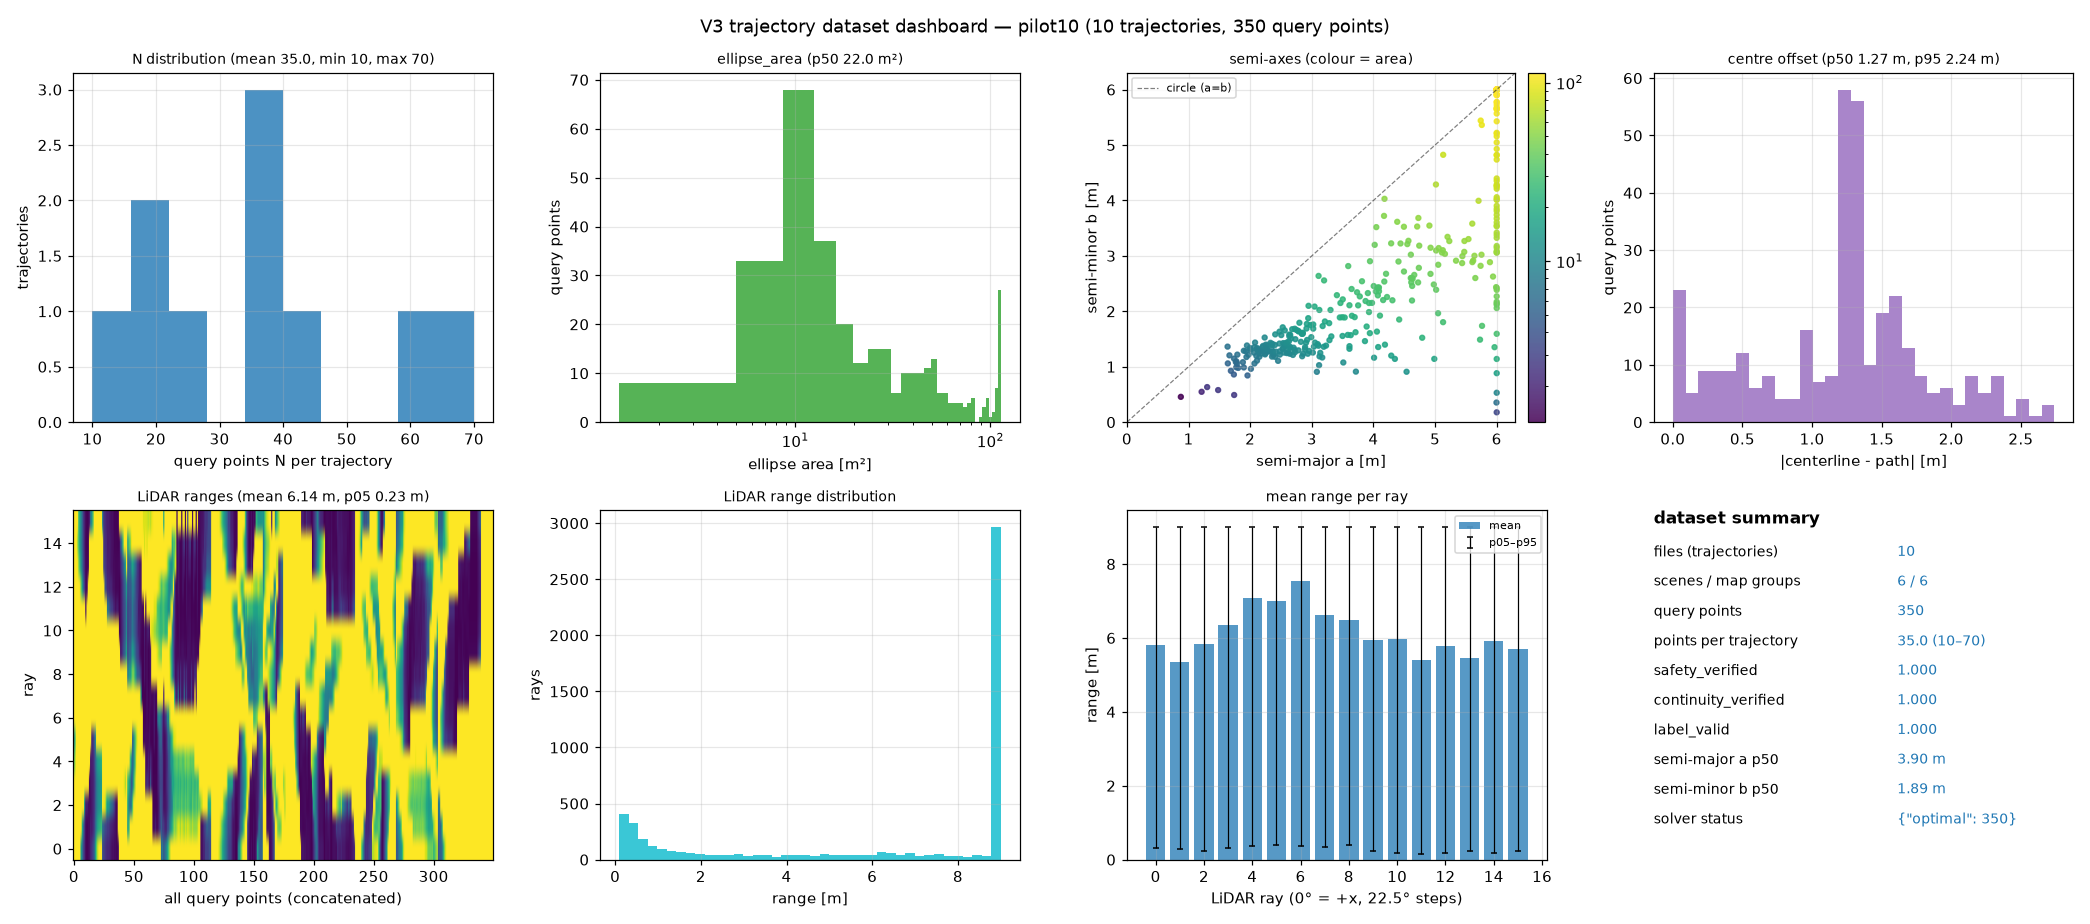 V3 trajectory dataset dashboard — pilot10 (10 trajectories, 350 query points)
N distribution (mean 35.0, min 10, max 70)
trajectories
3.0
2.5
2.0
1.5
1.0
0.5
0.0
10 20 30 40 50 60 70
query points N per trajectory
ellipse_area (p50 22.0 m²)
query points
70
60
50
40
30
20
10
0
10¹ 10²
ellipse area [m²]
semi-axes (colour = area)
circle (a=b)
semi-minor b [m]
6
5
4
3
2
1
0
0 1 2 3 4 5 6
semi-major a [m]
10²
10¹
centre offset (p50 1.27 m, p95 2.24 m)
query points
60
50
40
30
20
10
0
0.0 0.5 1.0 1.5 2.0 2.5
|centerline - path| [m]
LiDAR ranges (mean 6.14 m, p05 0.23 m)
ray
14
12
10
8
6
4
2
0
0 50 100 150 200 250 300
all query points (concatenated)
LiDAR range distribution
rays
3000
2500
2000
1500
1000
500
0
0 2 4 6 8
range [m]
mean range per ray
mean
p05–p95
range [m]
8
6
4
2
0
0 2 4 6 8 10 12 14 16
LiDAR ray (0° = +x, 22.5° steps)
dataset summary
files (trajectories) 10
scenes / map groups 6 / 6
query points 350
points per trajectory 35.0 (10–70)
safety_verified 1.000
continuity_verified 1.000
label_valid 1.000
semi-major a p50 3.90 m
semi-minor b p50 1.89 m
solver status {"optimal": 350}